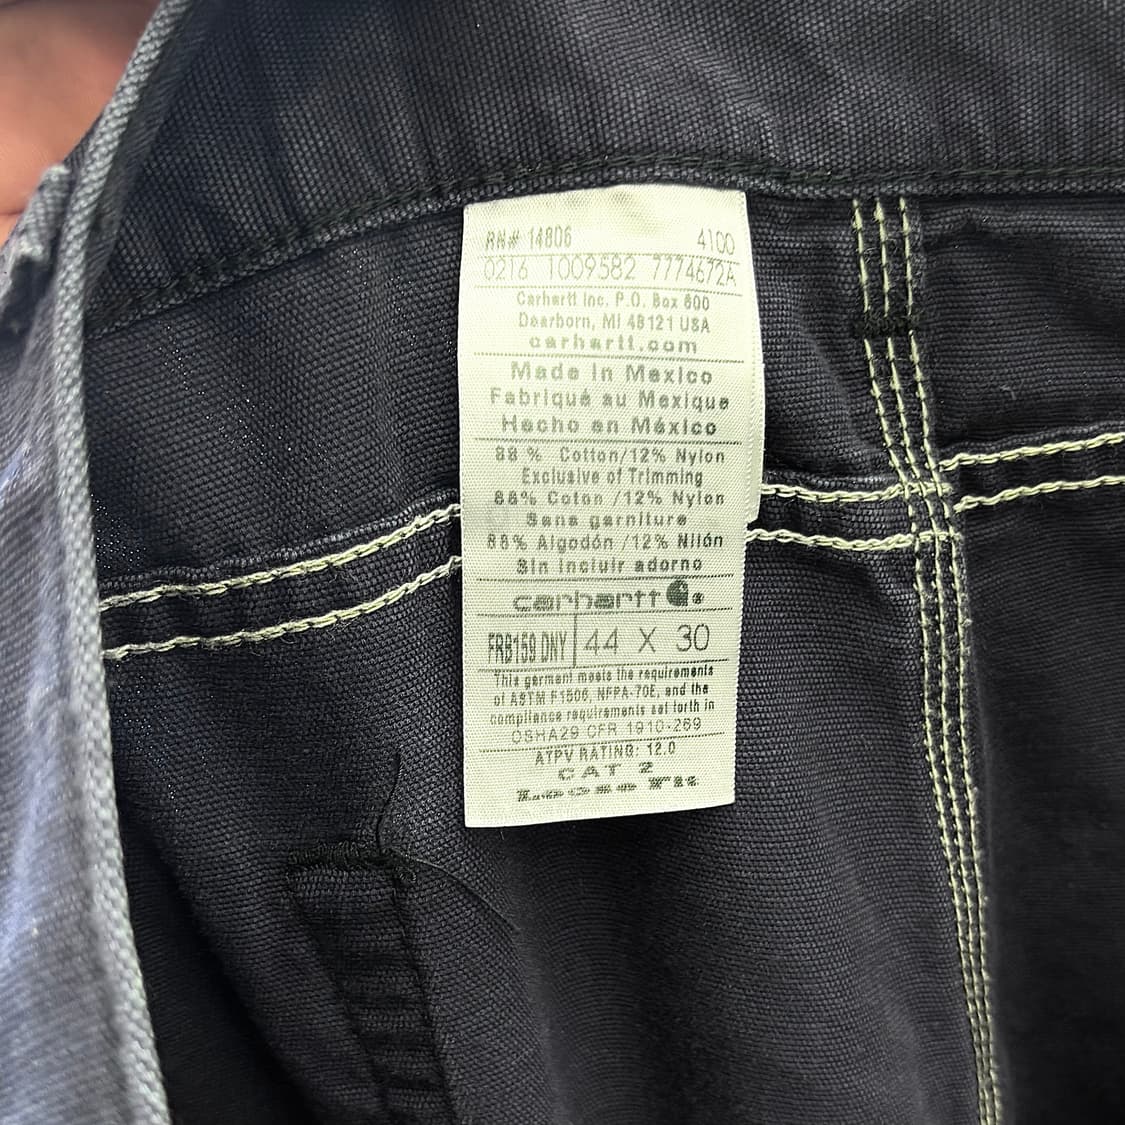 RN# 14806 4100
0216 1009582 7774672A
Carhartt Inc. P.O. Box 600
Dearborn, MI 48121 USA
carhartt.com
Made in Mexico
Fabriqué au Mexique
Hecho en México
88 % Cotton/12% Nylon
Exclusive of Trimming
88% Coton /12% Nylon
Sans garniture
88% Algodón /12% Nilón
Sin incluir adorno
carhartt
FRB159 DNY 44 X 30
This garment meets the requirements
of ASTM F1506, NFPA-70E, and the
compliance requirements set forth in
OSHA29 CFR 1910-269
ATPV RATING: 12.0
CAT 2
Loose Fit